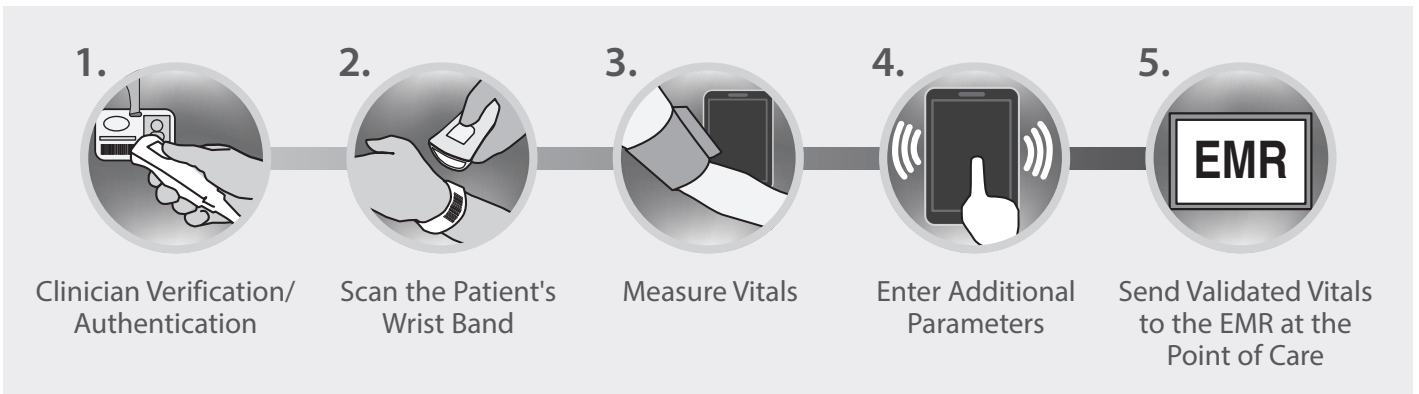 1.
2.
3.
4.
5.
EMR
Clinician Verification/
Authentication
Scan the Patient's
Wrist Band
Measure Vitals
Enter Additional
Parameters
Send Validated Vitals
to the EMR at the
Point of Care